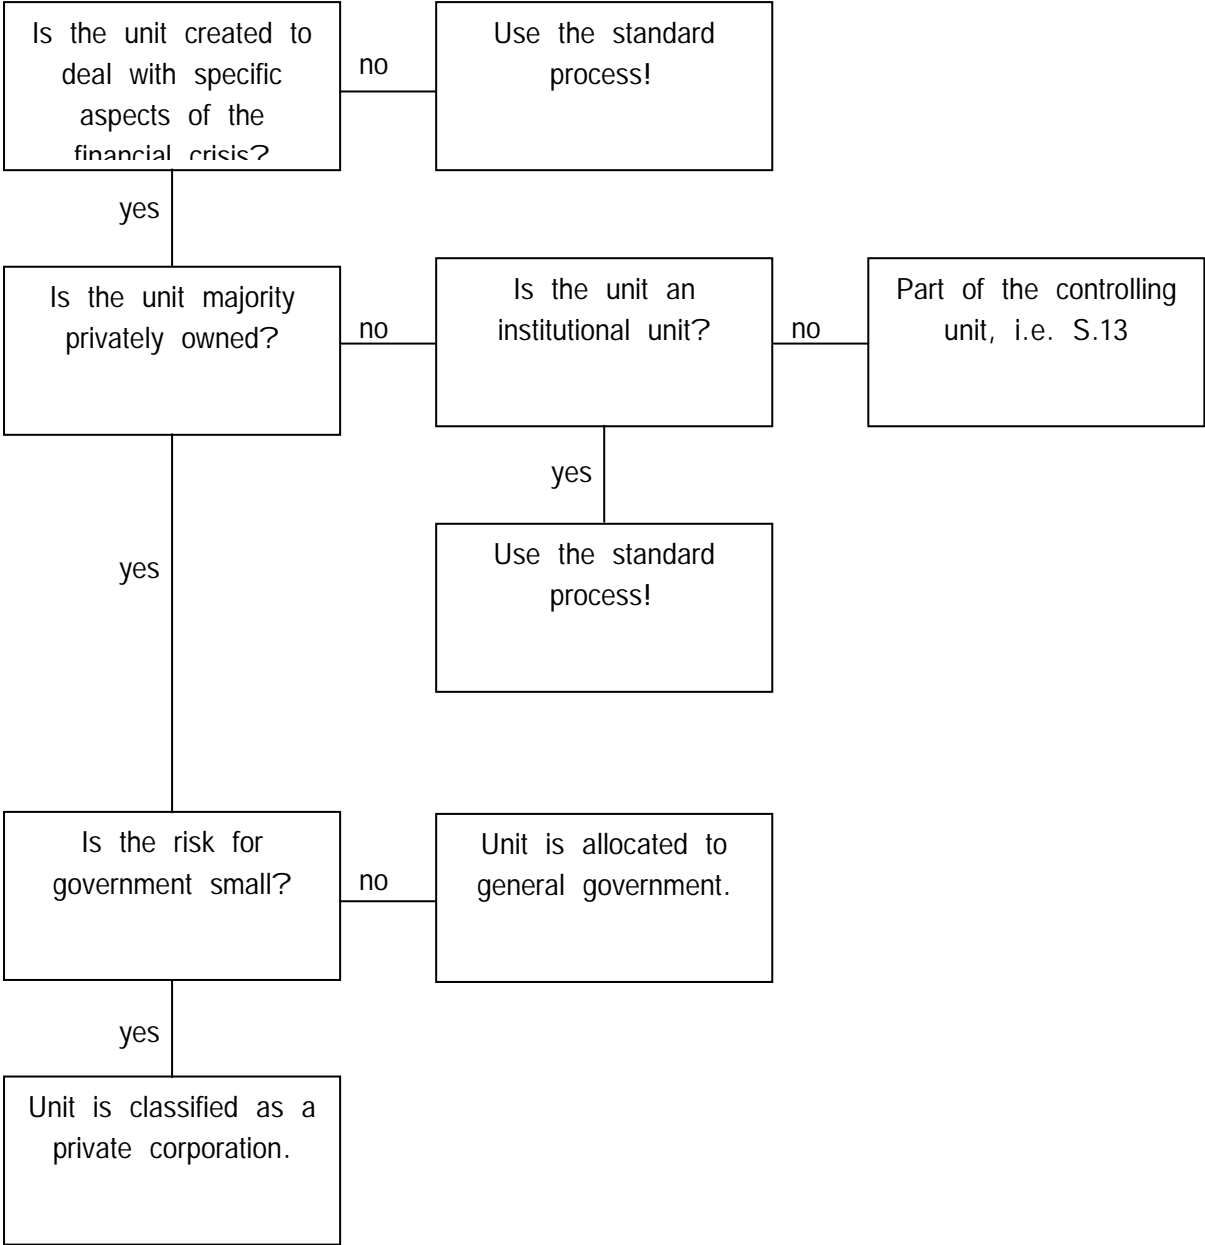 Is the unit created to
deal with specific
aspects of the
financial crisis?
no
Use the standard
process!
yes
Is the unit majority
privately owned?
no
Is the unit an
institutional unit?
no
Part of the controlling
unit, i.e. S.13
yes
Use the standard
process!
yes
Is the risk for
government small?
no
Unit is allocated to
general government.
yes
Unit is classified as a
private corporation.